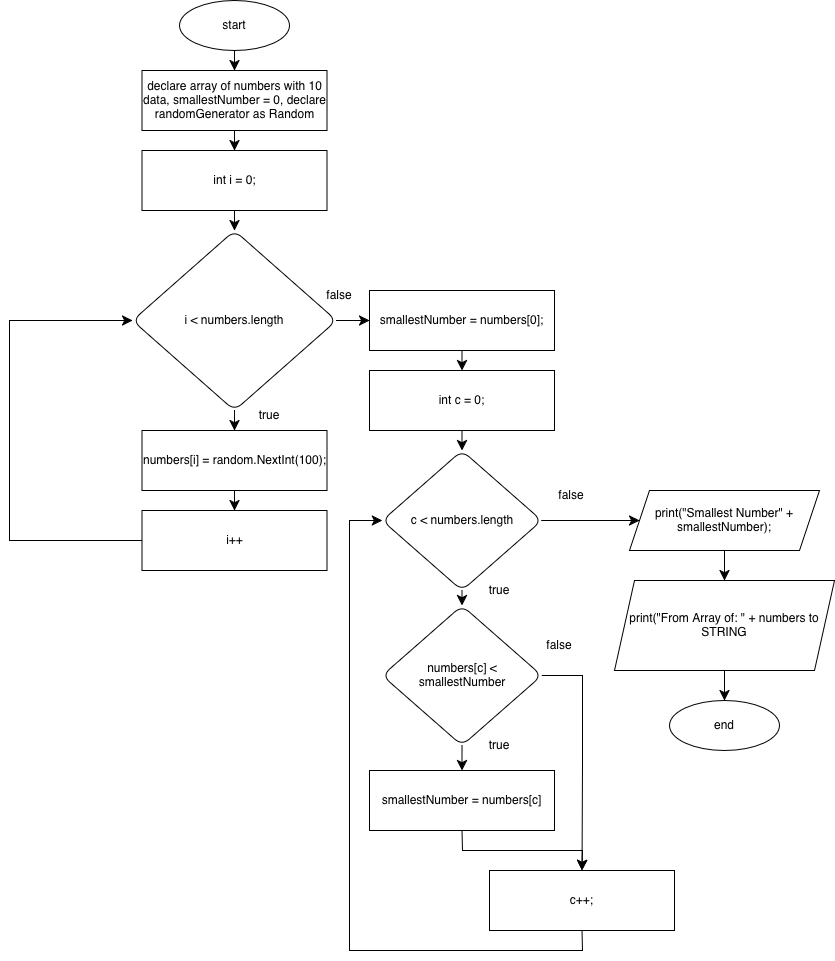 start
declare array of numbers with 10
data, smallestNumber = 0, declare
randomGenerator as Random
int i = 0;
i < numbers.length
false
true
numbers[i] = random.NextInt(100);
i++
smallestNumber = numbers[0];
int c = 0;
c < numbers.length
false
true
numbers[c] <
smallestNumber
false
true
smallestNumber = numbers[c]
c++;
print("Smallest Number" +
smallestNumber);
print("From Array of: " + numbers to
STRING
end